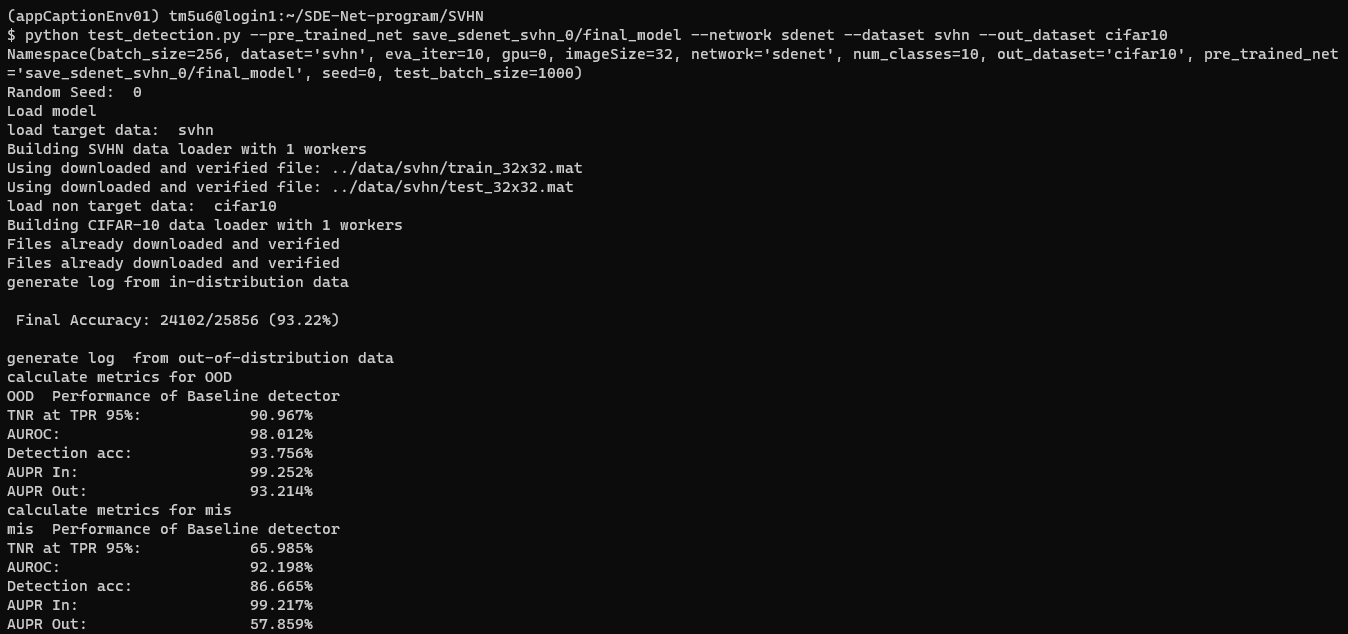 (appCaptionEnv01) tm5u6@login1:~/SDE-Net-program/SVHN
$ python test_detection.py --pre_trained_net save_sdenet_svhn_0/final_model --network sdenet --dataset svhn --out_dataset cifar10
Namespace(batch_size=256, dataset='svhn', eva_iter=10, gpu=0, imageSize=32, network='sdenet', num_classes=10, out_dataset='cifar10', pre_trained_net
='save_sdenet_svhn_0/final_model', seed=0, test_batch_size=1000)
Random Seed:  0
Load model
load target data:  svhn
Building SVHN data loader with 1 workers
Using downloaded and verified file: ../data/svhn/train_32x32.mat
Using downloaded and verified file: ../data/svhn/test_32x32.mat
load non target data:  cifar10
Building CIFAR-10 data loader with 1 workers
Files already downloaded and verified
Files already downloaded and verified
generate log from in-distribution data
Final Accuracy: 24102/25856 (93.22%)
generate log  from out-of-distribution data
calculate metrics for OOD
OOD  Performance of Baseline detector
TNR at TPR 95%:            90.967%
AUROC:                     98.012%
Detection acc:             93.756%
AUPR In:                   99.252%
AUPR Out:                  93.214%
calculate metrics for mis
mis  Performance of Baseline detector
TNR at TPR 95%:            65.985%
AUROC:                     92.198%
Detection acc:             86.665%
AUPR In:                   99.217%
AUPR Out:                  57.859%